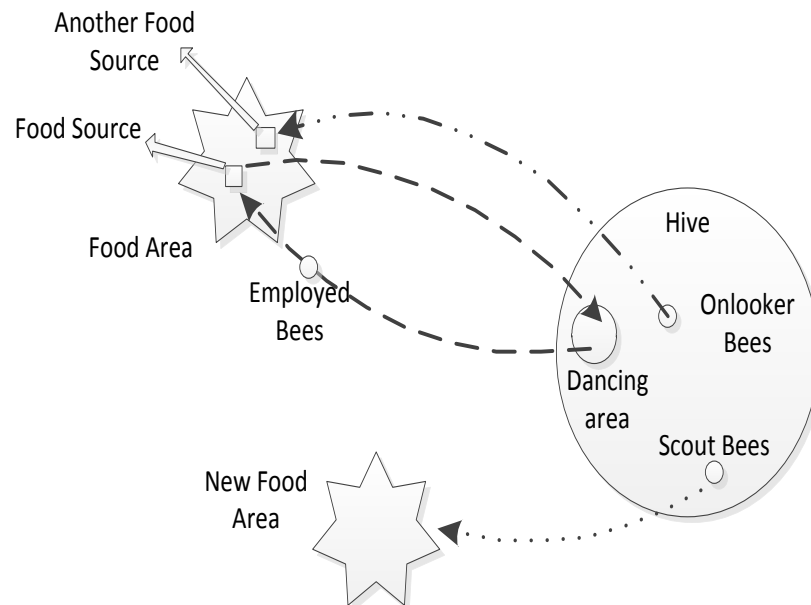 Another Food
Source
Food Source
Food Area
Employed
Bees
Hive
Onlooker
Bees
Dancing
area
Scout Bees
New Food
Area